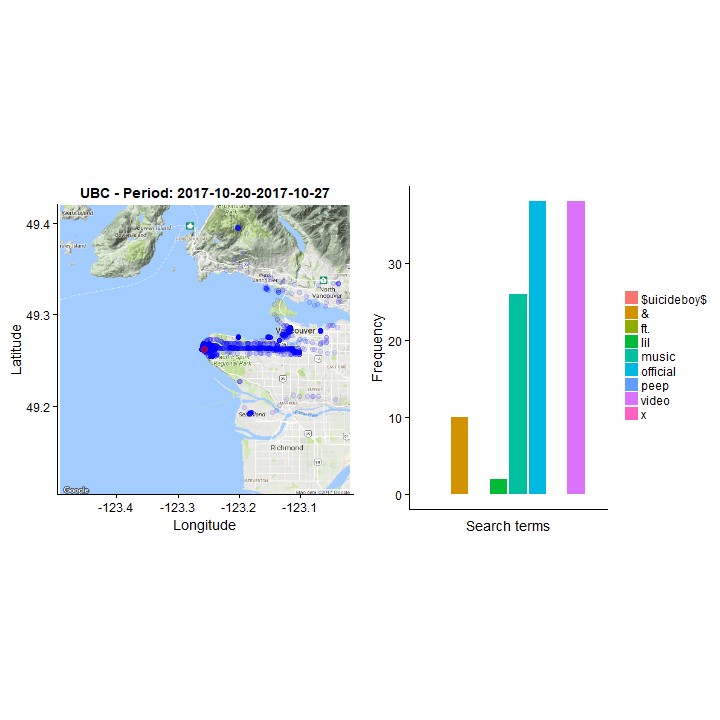 UBC - Period: 2017-10-20-2017-10-27
49.4
49.3
49.2
Latitude
-123.4
-123.3
-123.2
-123.1
Longitude
North
Vancouver
Vancouver
Regional Park
Richmond
Google
Frequency
30
20
10
0
Search terms
$uicideboy$
&
ft.
lil
music
official
peep
video
x